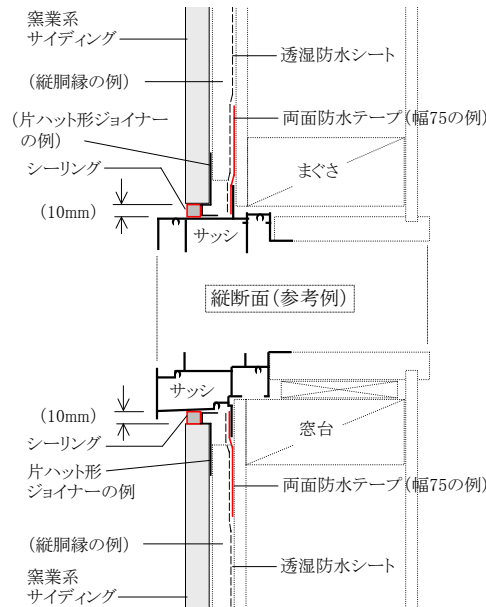 窯業系
サイディング
透湿防水シート
(縦胴縁の例)
(片ハット形ジョイナー
の例)
両面防水テープ(幅75の例)
シーリング
まぐさ
(10mm)
サッシ
縦断面(参考例)
サッシ
(10mm)
窓台
シーリング
片ハット形
ジョイナーの例
両面防水テープ(幅75の例)
(縦胴縁の例)
透湿防水シート
窯業系
サイディング